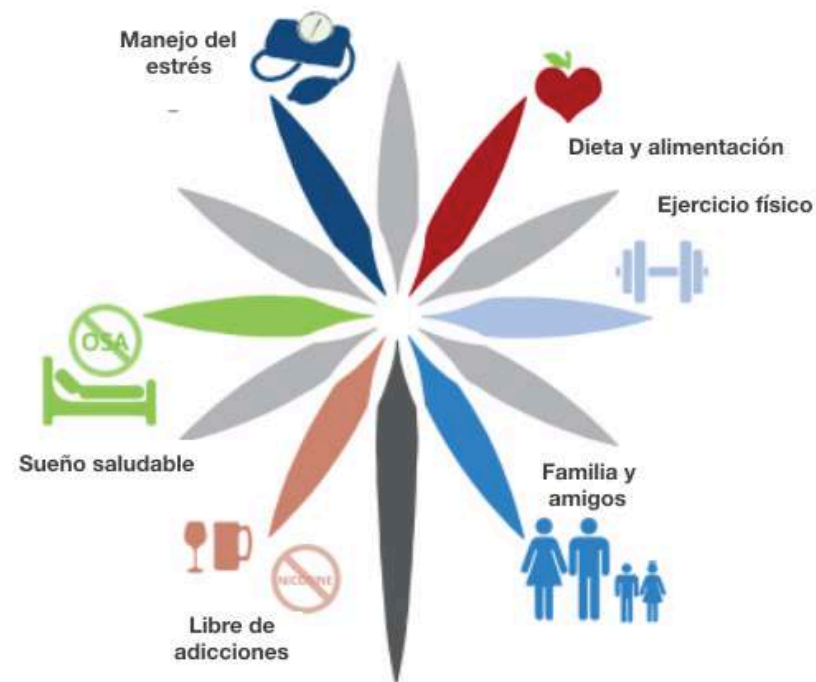 Manejo del
estrés
Dieta y alimentación
Ejercicio físico
OSA
Sueño saludable
Familia y
amigos
NICOTINE
Libre de
adicciones